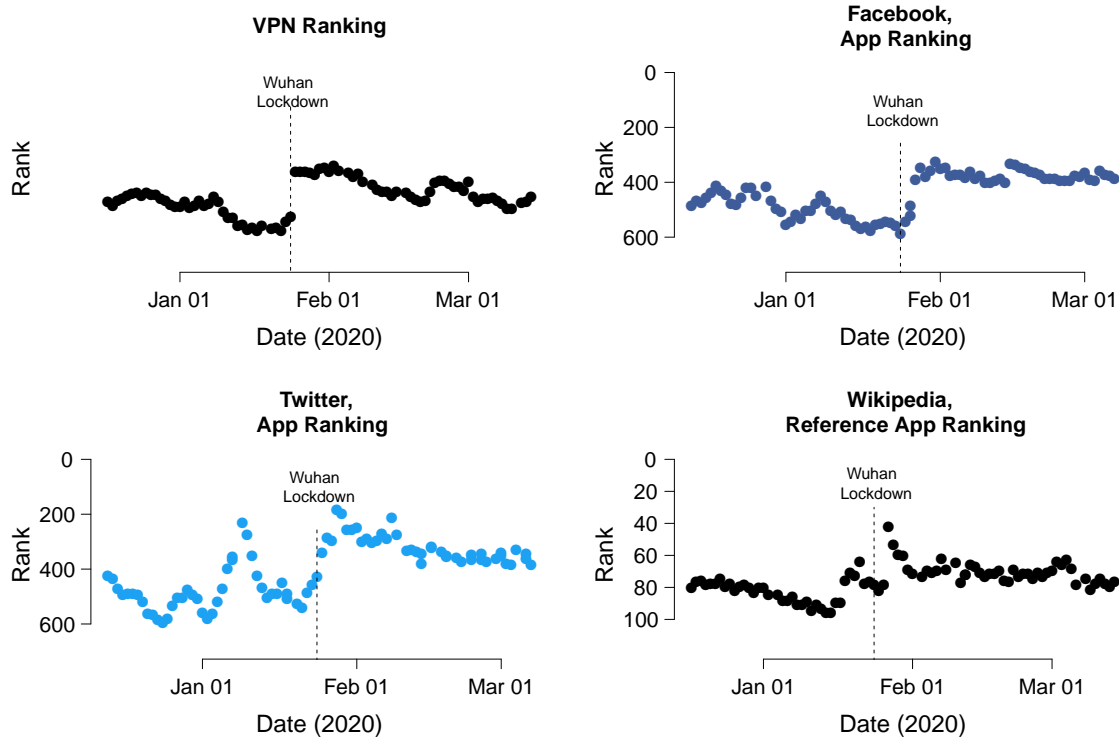 VPN Ranking
Wuhan
Lockdown
Rank
Jan 01
Feb 01
Mar 01
Date (2020)
Facebook,
App Ranking
0
200
400
600
Wuhan
Lockdown
Rank
Jan 01
Feb 01
Mar 01
Date (2020)
Twitter,
App Ranking
0
200
400
600
Wuhan
Lockdown
Rank
Jan 01
Feb 01
Mar 01
Date (2020)
Wikipedia,
Reference App Ranking
0
20
40
60
80
100
Wuhan
Lockdown
Rank
Jan 01
Feb 01
Mar 01
Date (2020)